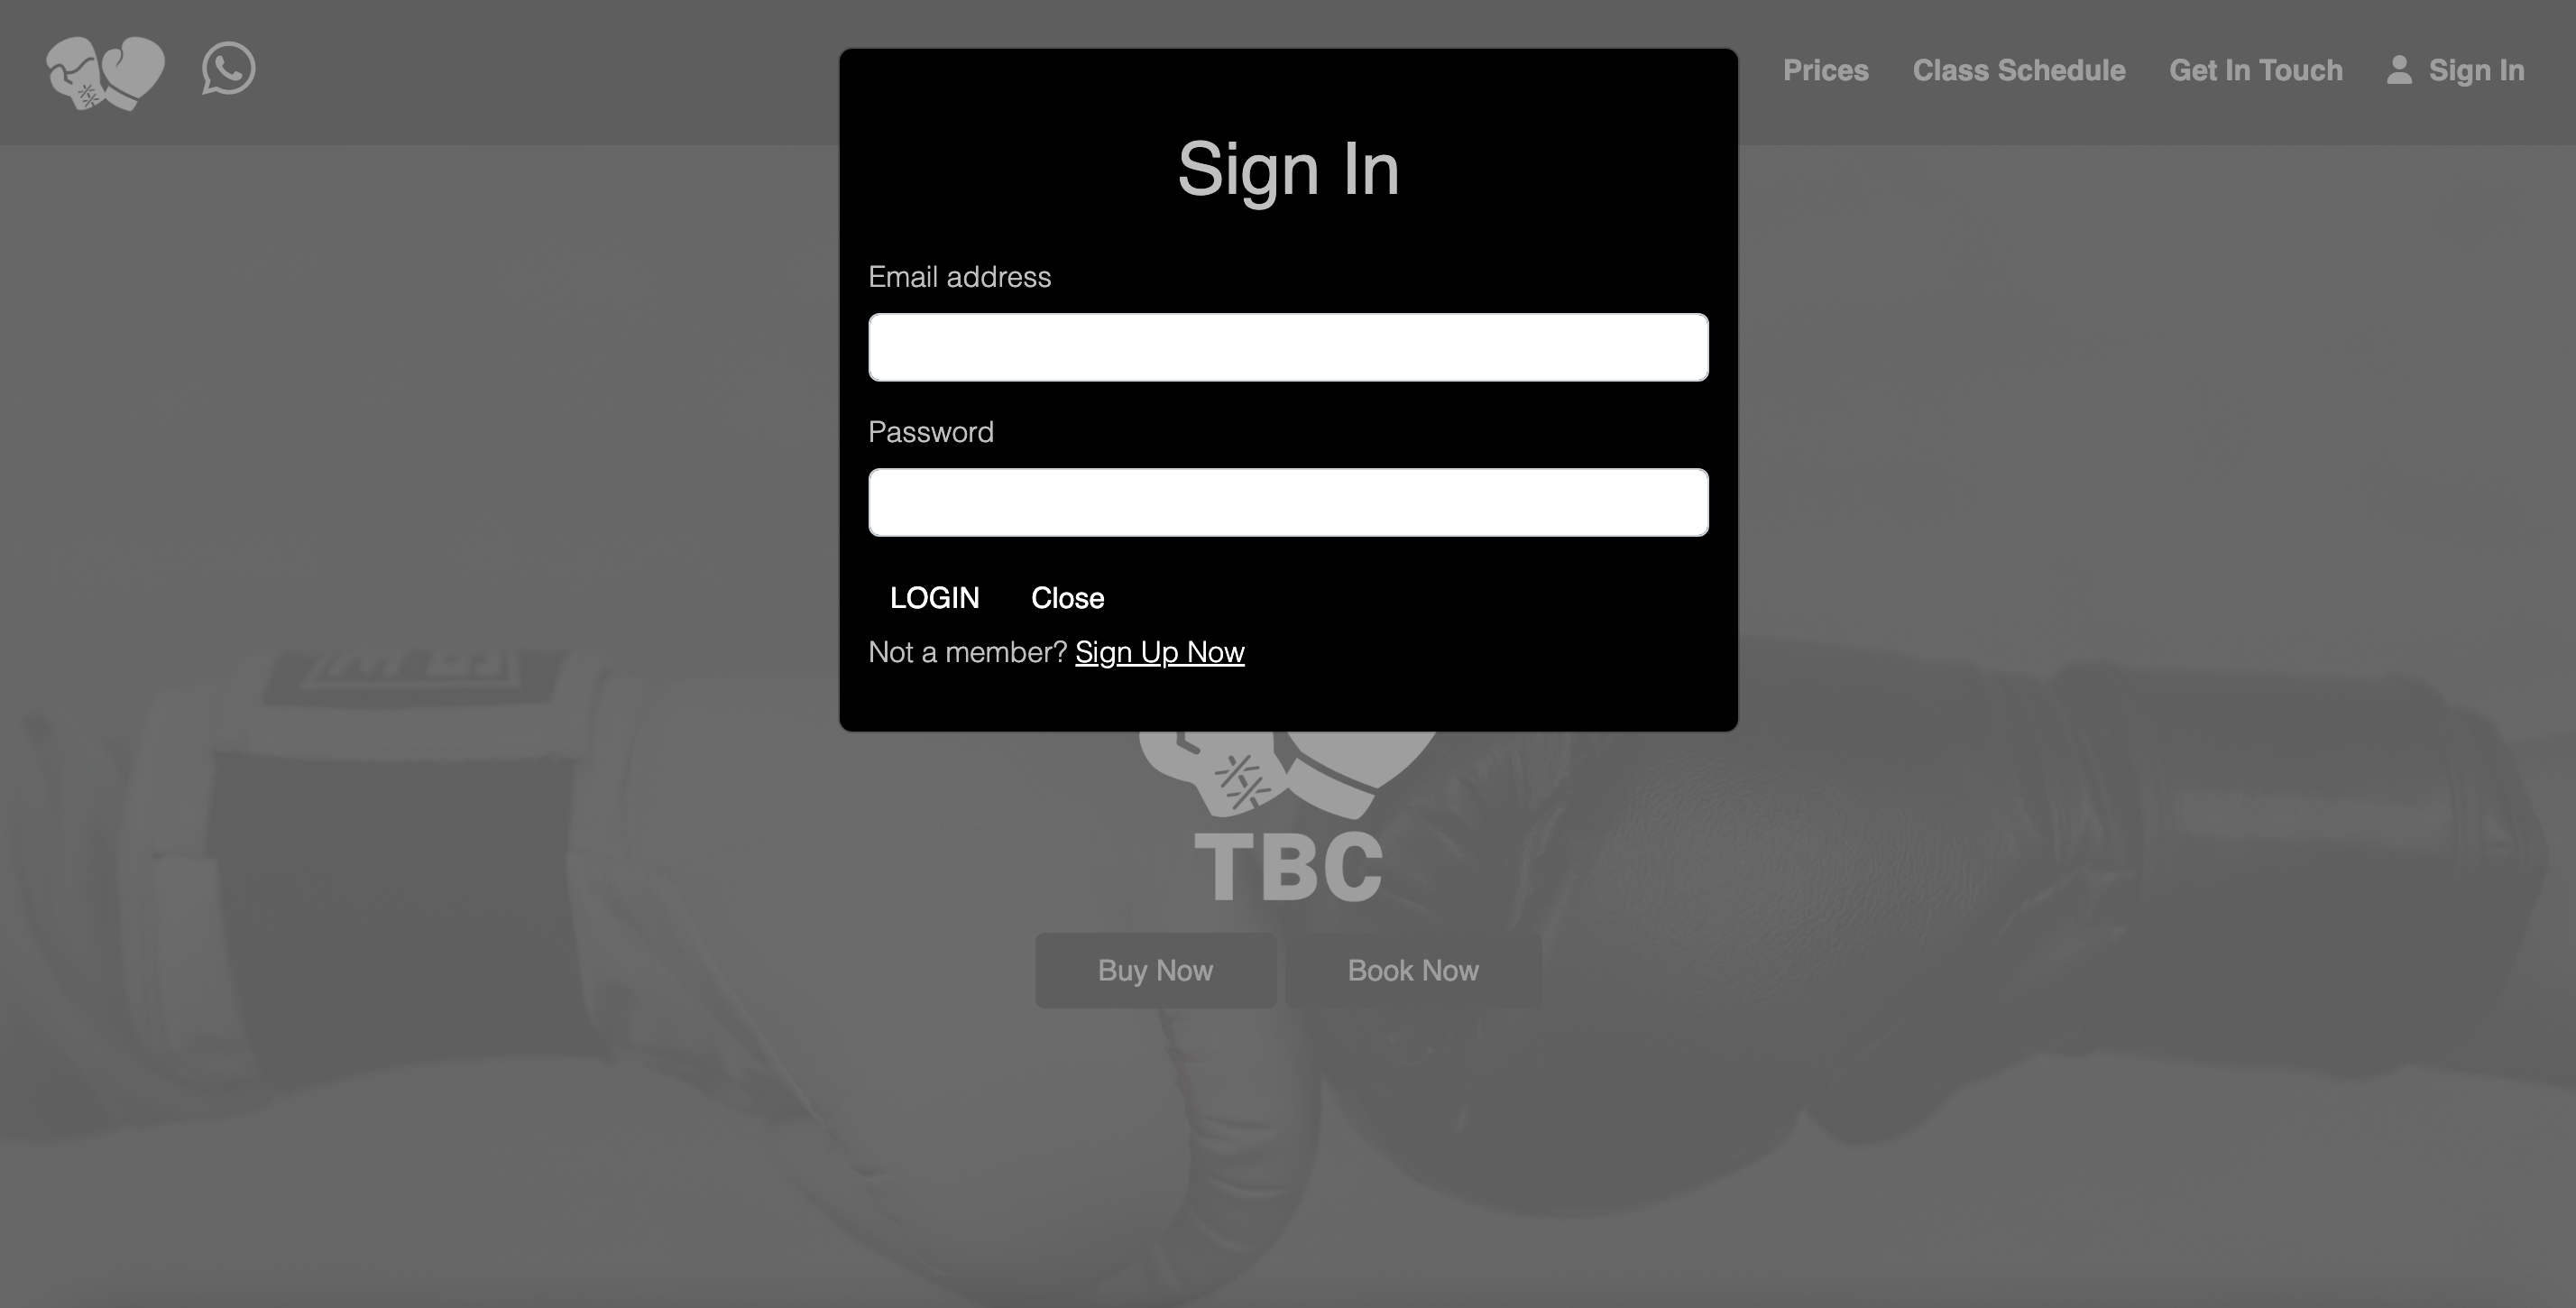 Prices Class Schedule Get In Touch Sign In
Sign In
Email address
Password
LOGIN Close
Not a member? Sign Up Now
TBC
Buy Now Book Now